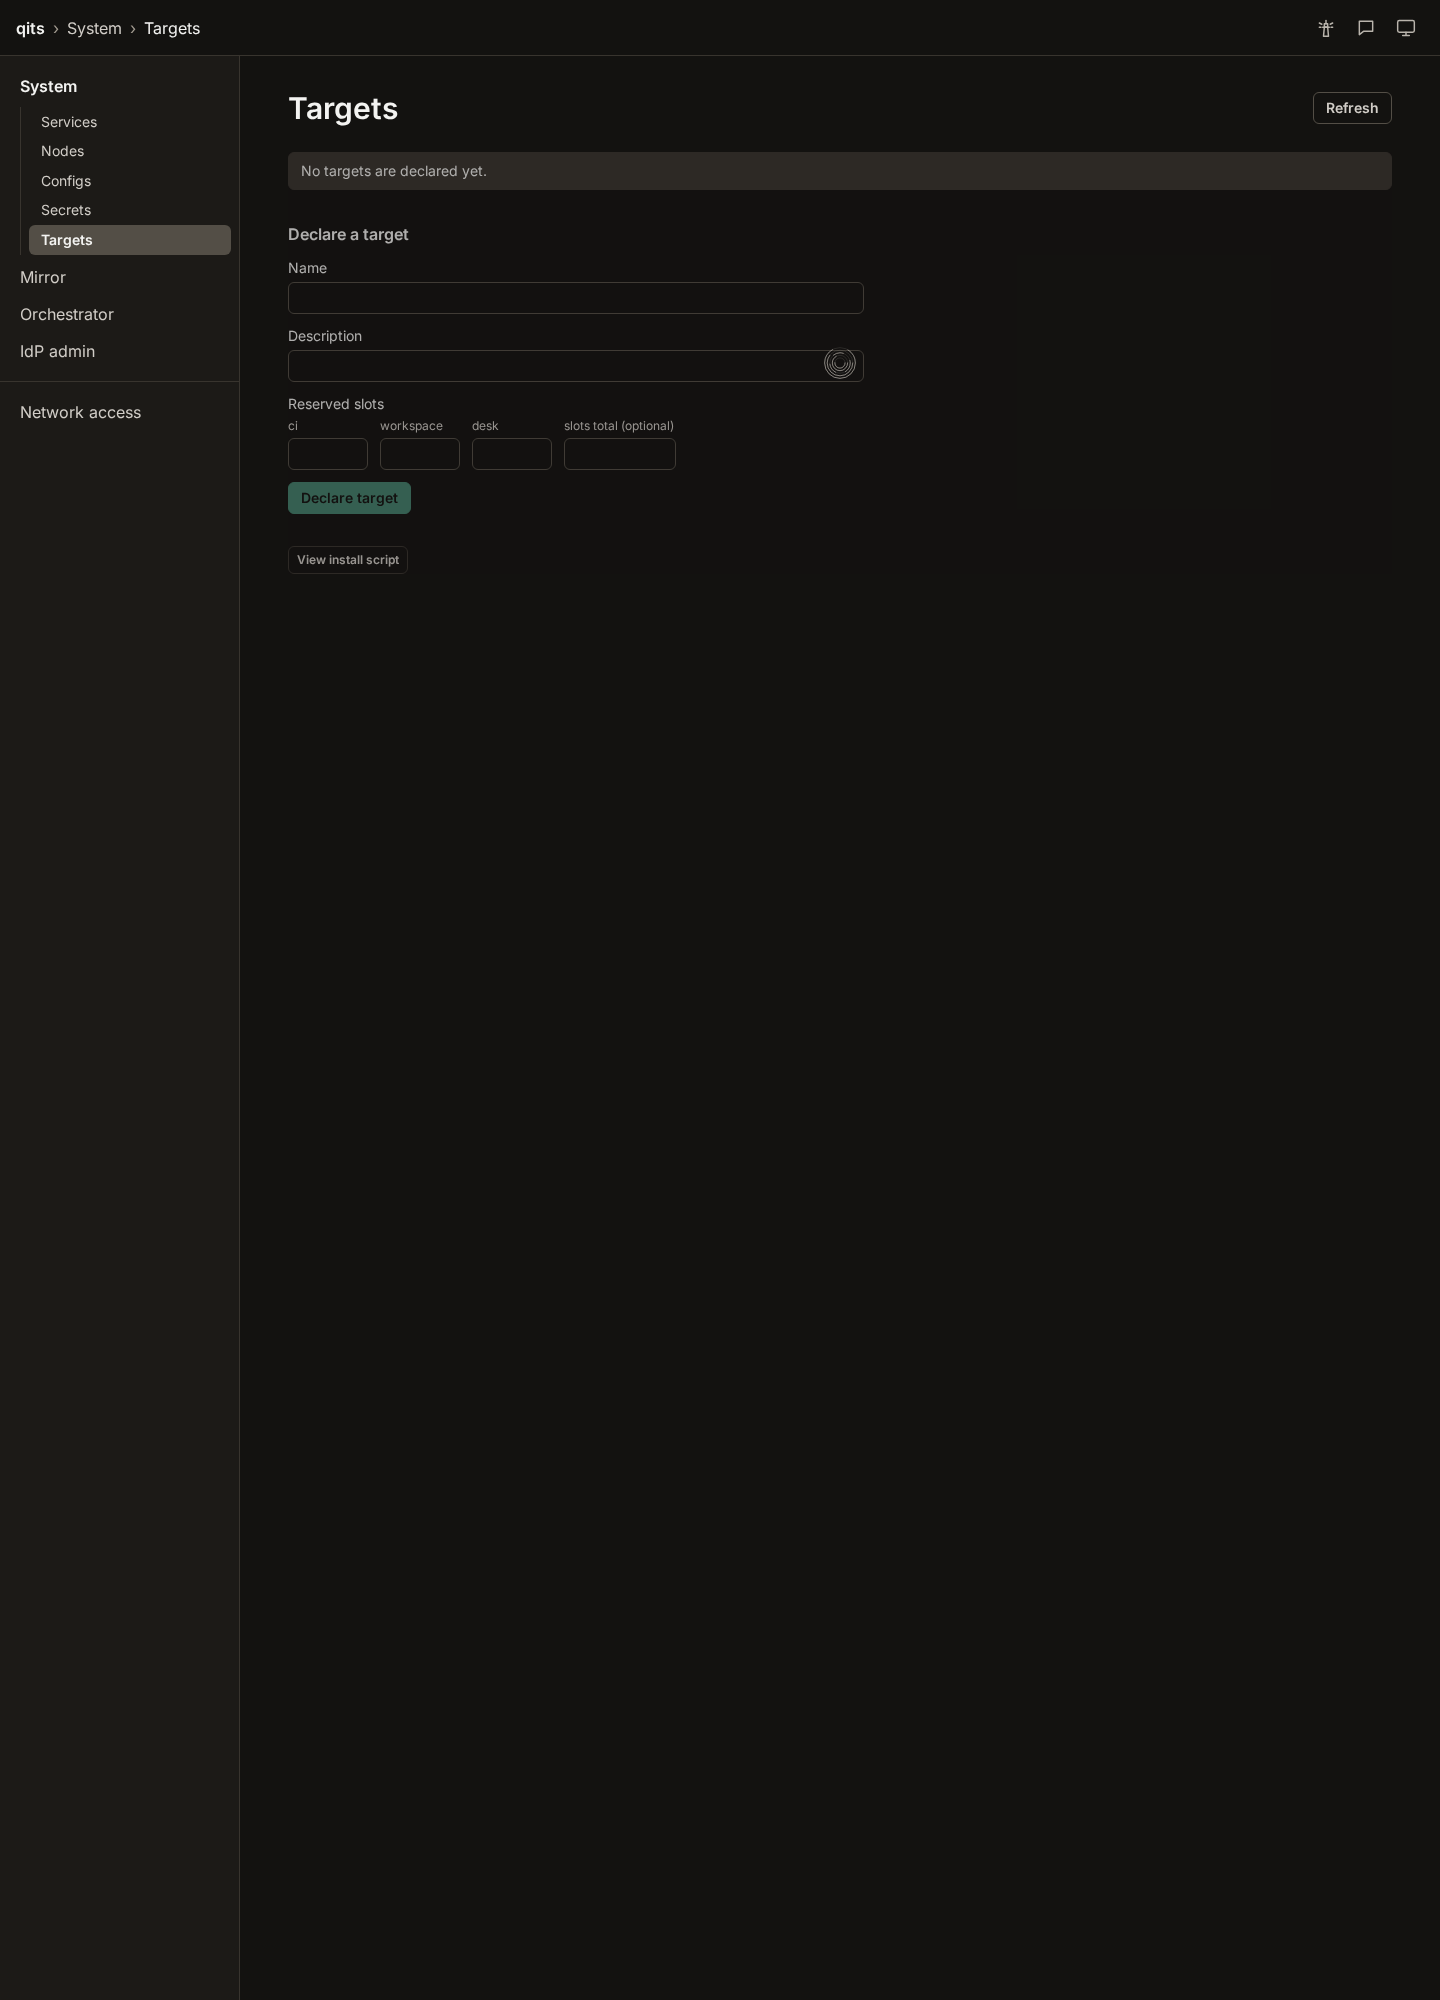 qits › System › Targets
System
Services
Nodes
Configs
Secrets
Targets
Mirror
Orchestrator
IdP admin
Network access
Targets
Refresh
No targets are declared yet.
Declare a target
Name
Description
Reserved slots
ci workspace desk slots total (optional)
Declare target
View install script